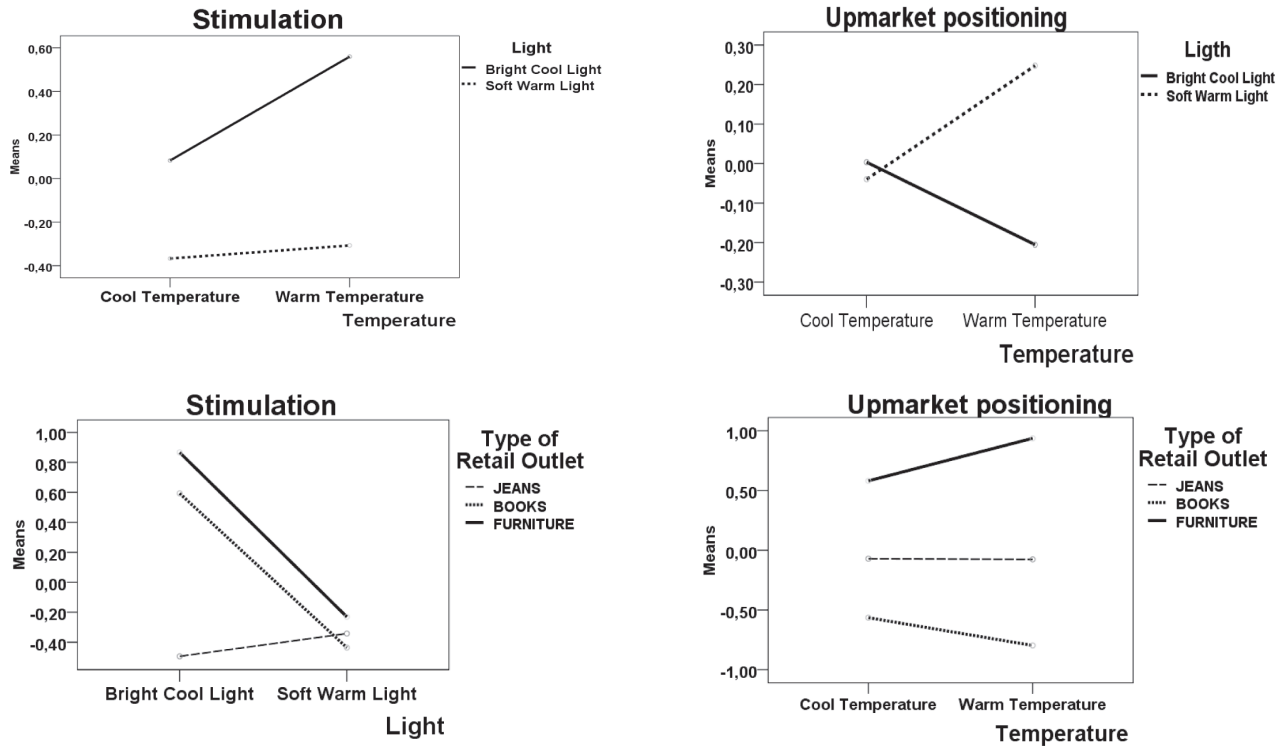 Stimulation
0,60
0,40
0,20
0,00
-0,20
-0,40
Means
Cool Temperature
Warm Temperature
Temperature
Light
Bright Cool Light
Soft Warm Light
Upmarket positioning
0,30
0,20
0,10
0,00
-0,10
-0,20
-0,30
Means
Cool Temperature
Warm Temperature
Temperature
Ligth
Bright Cool Light
Soft Warm Light
Stimulation
1,00
0,80
0,60
0,40
0,20
0,00
-0,20
-0,40
Means
Bright Cool Light
Soft Warm Light
Light
Type of
Retail Outlet
JEANS
BOOKS
FURNITURE
Upmarket positioning
1,00
0,50
0,00
-0,50
-1,00
Means
Cool Temperature
Warm Temperature
Temperature
Type of
Retail Outlet
JEANS
BOOKS
FURNITURE